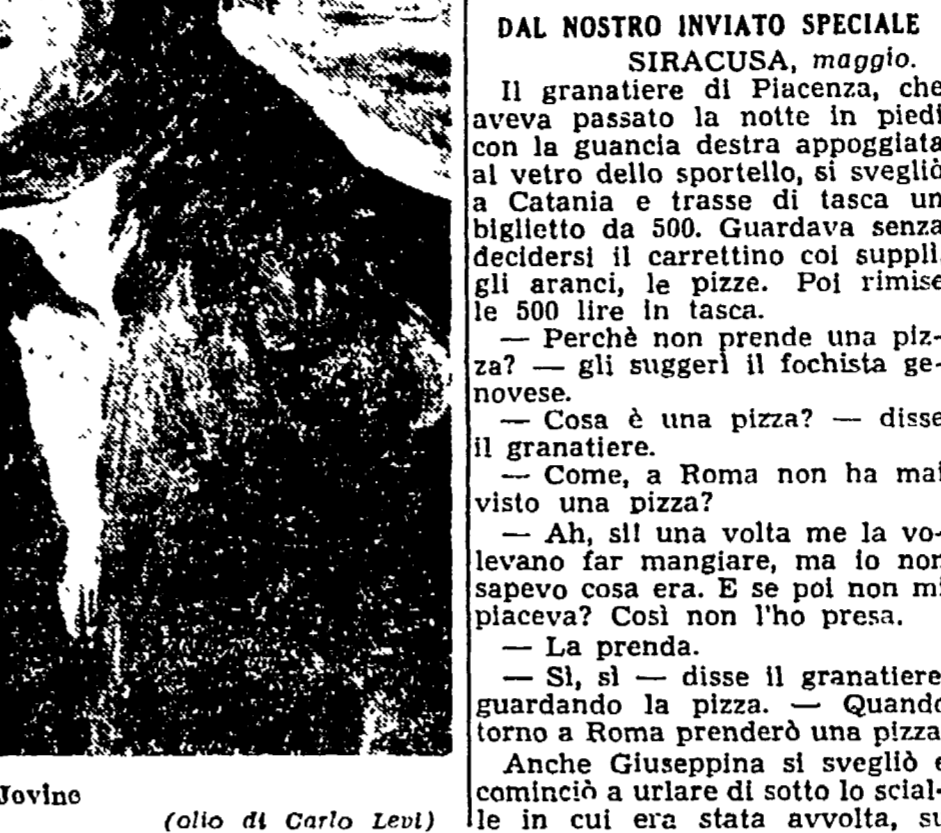 DAL NOSTRO INVIATO SPECIALE
SIRACUSA, maggio.
Il granatiere di Piacenza, che
aveva passato la notte in piedi
con la guancia destra appoggiata
al vetro dello sportello, si svegliò
a Catania e trasse di tasca un
biglietto da 500. Guardava senza
decidersi il carrettino coi supplì,
gli aranci, le pizze. Poi rimise
le 500 lire in tasca.
— Perchè non prende una piz-
za? — gli suggerì il fochista ge-
novese.
— Cosa è una pizza? — disse
il granatiere.
— Come, a Roma non ha mai
visto una pizza?
— Ah, sì! una volta me la vo-
levano far mangiare, ma io non
sapevo cosa era. E se poi non mi
piaceva? Così non l'ho presa.
— La prenda.
— Sì, sì — disse il granatiere
guardando la pizza. — Quando
torno a Roma prenderò una pizza
Anche Giuseppina si svegliò e
cominciò a urlare di sotto lo scial-
le in cui era stata avvolta, su
Jovine
(olio di Carlo Levi)